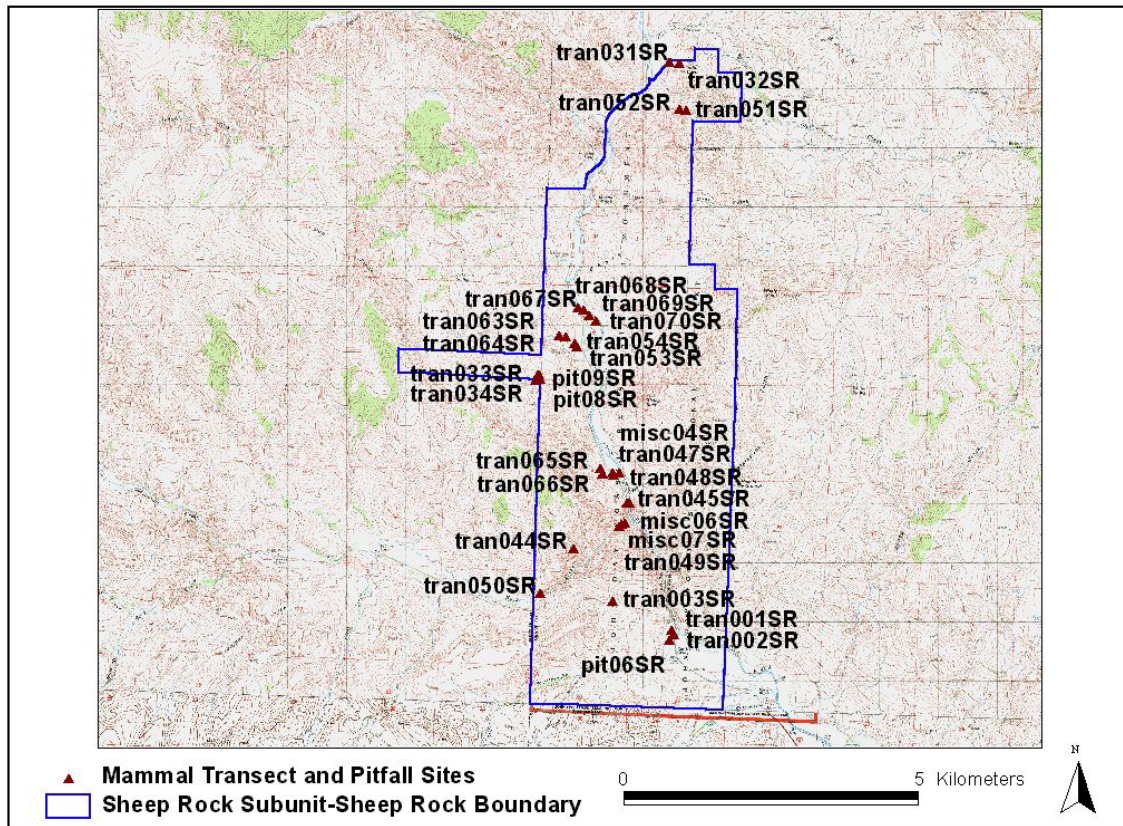 tran031SR
tran032SR
tran052SR
tran051SR
tran068SR
tran067SR
tran069SR
tran063SR
tran070SR
tran064SR
tran054SR
tran053SR
tran033SR
pit09SR
tran034SR
pit08SR
misc04SR
tran047SR
tran065SR
tran048SR
tran066SR
tran045SR
misc06SR
misc07SR
tran044SR
tran049SR
tran050SR
tran003SR
tran001SR
tran002SR
pit06SR
Mammal Transect and Pitfall Sites
Sheep Rock Subunit-Sheep Rock Boundary
0 5 Kilometers
N